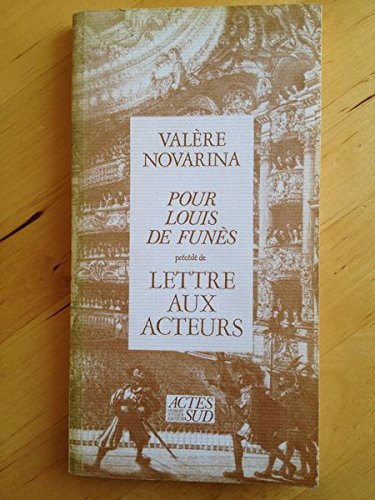 VALÈRE
NOVARINA
POUR
LOUIS
DE FUNÈS
précédé de
LETTRE
AUX
ACTEURS
ACTES
SUD